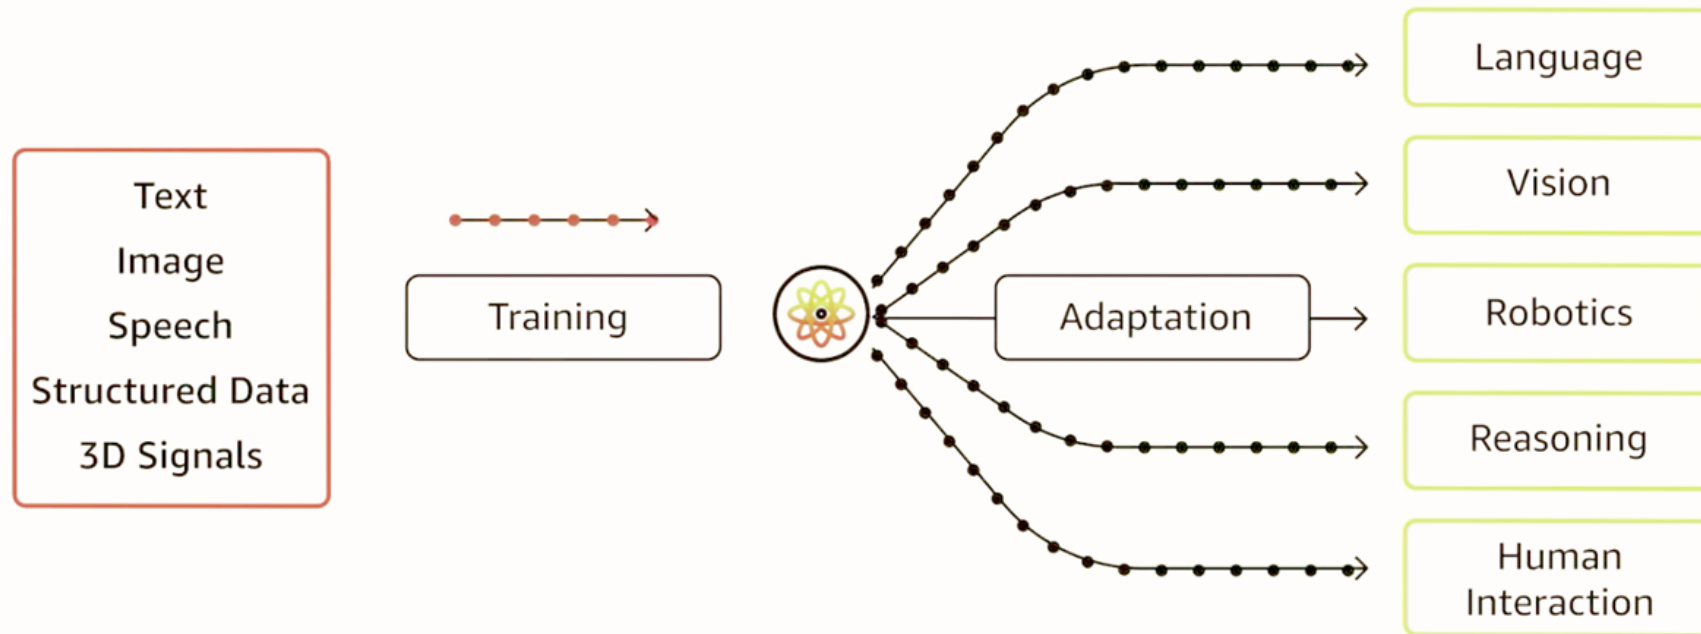 Text
Image
Speech
Structured Data
3D Signals
Training
Adaptation
Language
Vision
Robotics
Reasoning
Human
Interaction